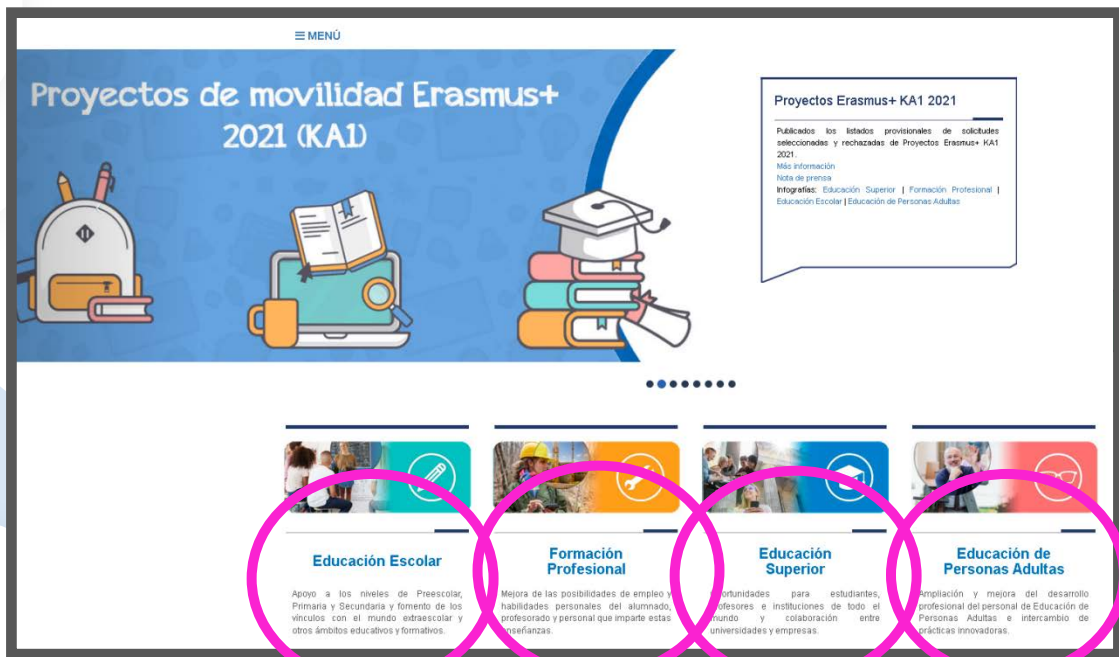 MENÚ
Proyectos de movilidad Erasmus+
2021 (KA1)
Proyectos Erasmus+ KA1 2021
Publicados los listados provisionales de solicitudes
seleccionadas y rechazadas de Proyectos Erasmus+ KA1
2021.
Más información
Nota de prensa
Infografías: Educación Superior | Formación Profesional |
Educación Escolar | Educación de Personas Adultas
Educación Escolar
Apoyo a los niveles de Preescolar,
Primaria y Secundaria y fomento de los
vínculos con el mundo extraescolar y
otros ámbitos educativos y formativos.
Formación
Profesional
Mejora de las posibilidades de empleo y
habilidades personales del alumnado,
profesorado y personal que imparte estas
enseñanzas.
Educación
Superior
Oportunidades para estudiantes,
profesores e instituciones de todo el
mundo y colaboración entre
universidades y empresas.
Educación de
Personas Adultas
Ampliación y mejora del desarrollo
profesional del personal de Educación de
Personas Adultas e intercambio de
prácticas innovadoras.